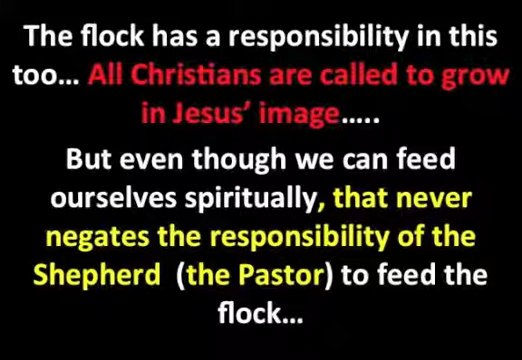 The flock has a responsibility in this
too... All Christians are called to grow
in Jesus' image.....
But even though we can feed
ourselves spiritually, that never
negates the responsibility of the
Shepherd (the Pastor) to feed the
flock...